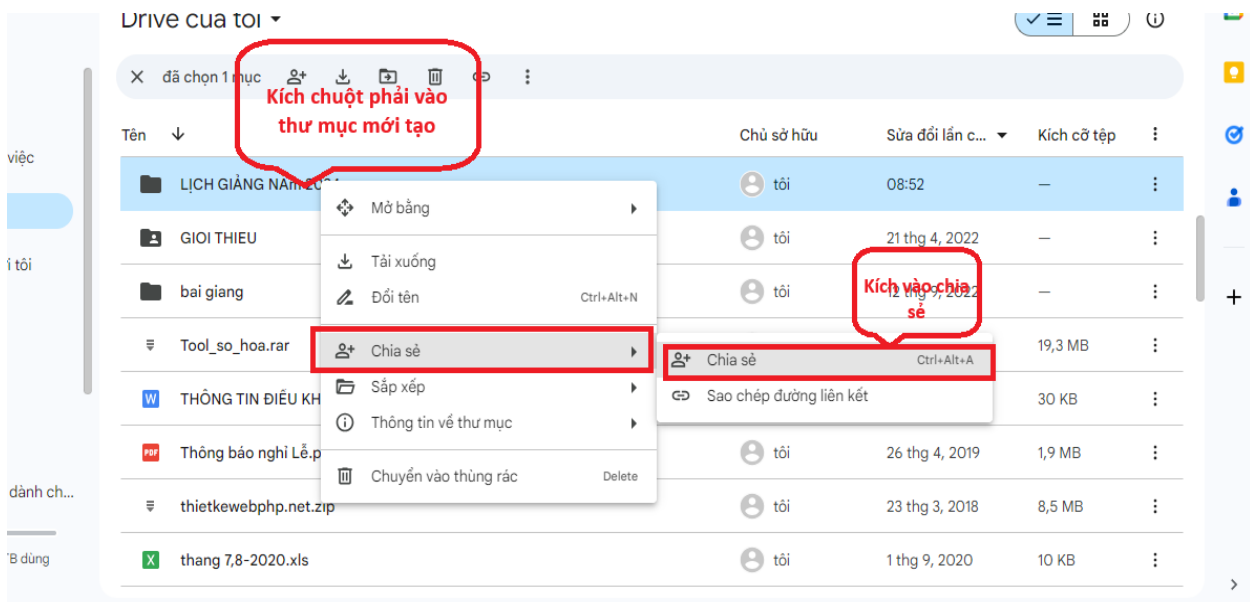 Drive của tôi
đã chọn 1 mục
Kích chuột phải vào
thư mục mới tạo
Tên
Chủ sở hữu
Sửa đổi lần c...
Kích cỡ tệp
việc
LỊCH GIẢNG NĂm 2024
tôi
08:52
—
Mở bằng
GIOI THIEU
tôi
21 thg 4, 2022
—
i tôi
Tải xuống
bai giang
Đổi tên
Ctrl+Alt+N
tôi
12 thg 9, 2022
—
Kích vào chia
sẻ
Tool_so_hoa.rar
Chia sẻ
19,3 MB
Chia sẻ
Ctrl+Alt+A
Sắp xếp
Sao chép đường liên kết
THÔNG TIN ĐIỀU KH
30 KB
Thông tin về thư mục
Thông báo nghỉ Lễ.p
tôi
26 thg 4, 2019
1,9 MB
Chuyển vào thùng rác
Delete
dành ch...
thietkewebphp.net.zip
tôi
23 thg 3, 2018
8,5 MB
TB dùng
thang 7,8-2020.xls
tôi
1 thg 9, 2020
10 KB